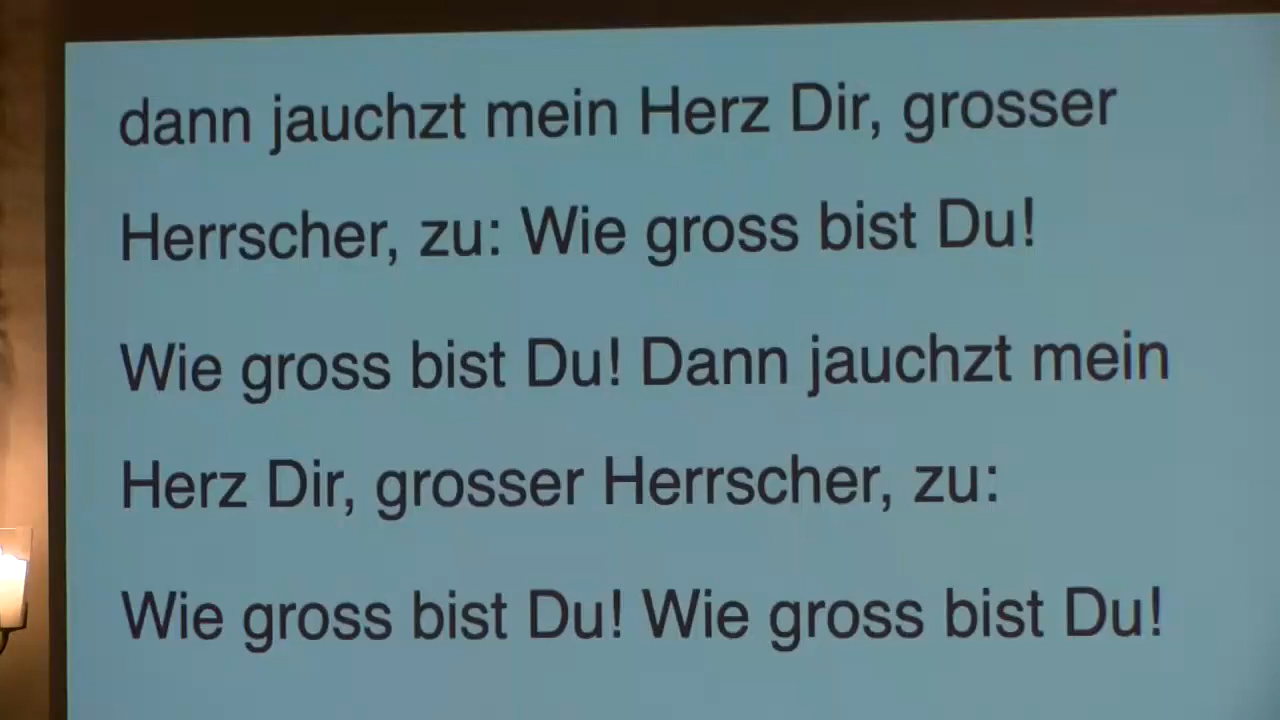 dann jauchzt mein Herz Dir, grosser
Herrscher, zu: Wie gross bist Du!
Wie gross bist Du! Dann jauchzt mein
Herz Dir, grosser Herrscher, zu:
Wie gross bist Du! Wie gross bist Du!